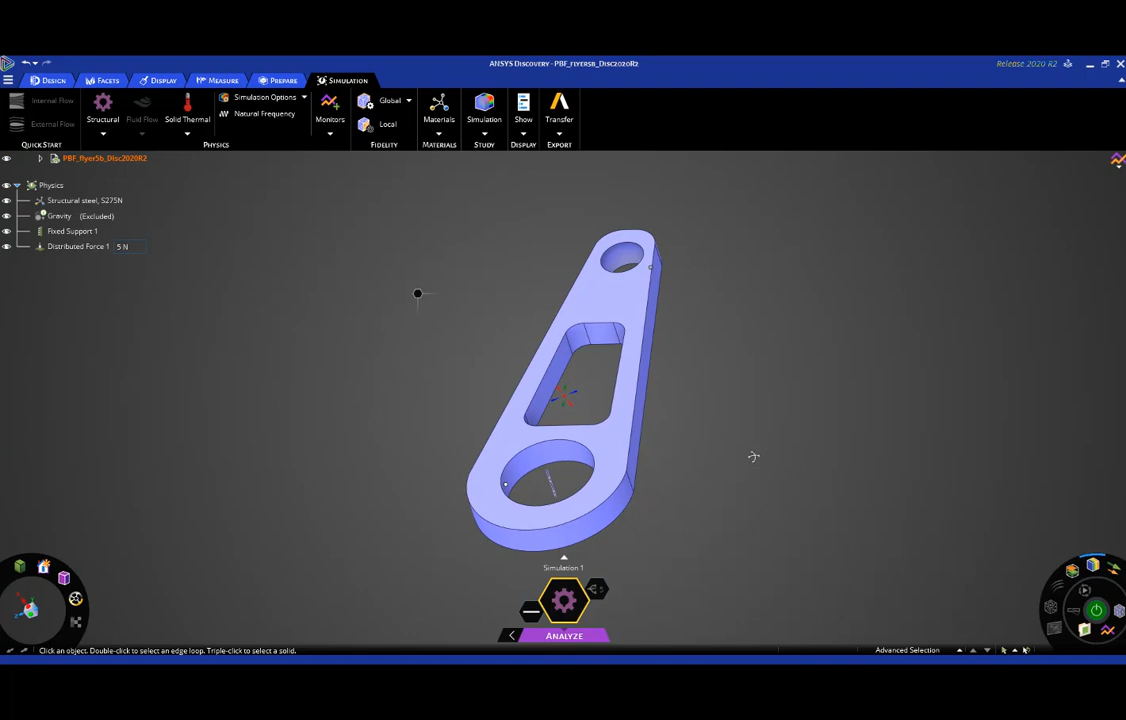 ANSYS Discovery - PBF_flyer5b_Disc2020R2
Release 2020 R2
DESIGN FACETS DISPLAY MEASURE PREPARE SIMULATION
Internal Flow
External Flow
QUICK START
Structural Fluid Flow Solid Thermal
Simulation Options
Natural Frequency
PHYSICS
Monitors
Global
Local
FIDELITY
Materials
MATERIALS
Simulation
STUDY
Show
DISPLAY
Transfer
EXPORT
PBF_flyer5b_Disc2020R2
Physics
Structural steel, S275N
Gravity (Excluded)
Fixed Support 1
Distributed Force 1 5 N
Simulation 1
ANALYZE
Click an object. Double-click to select an edge loop. Triple-click to select a solid.
Advanced Selection